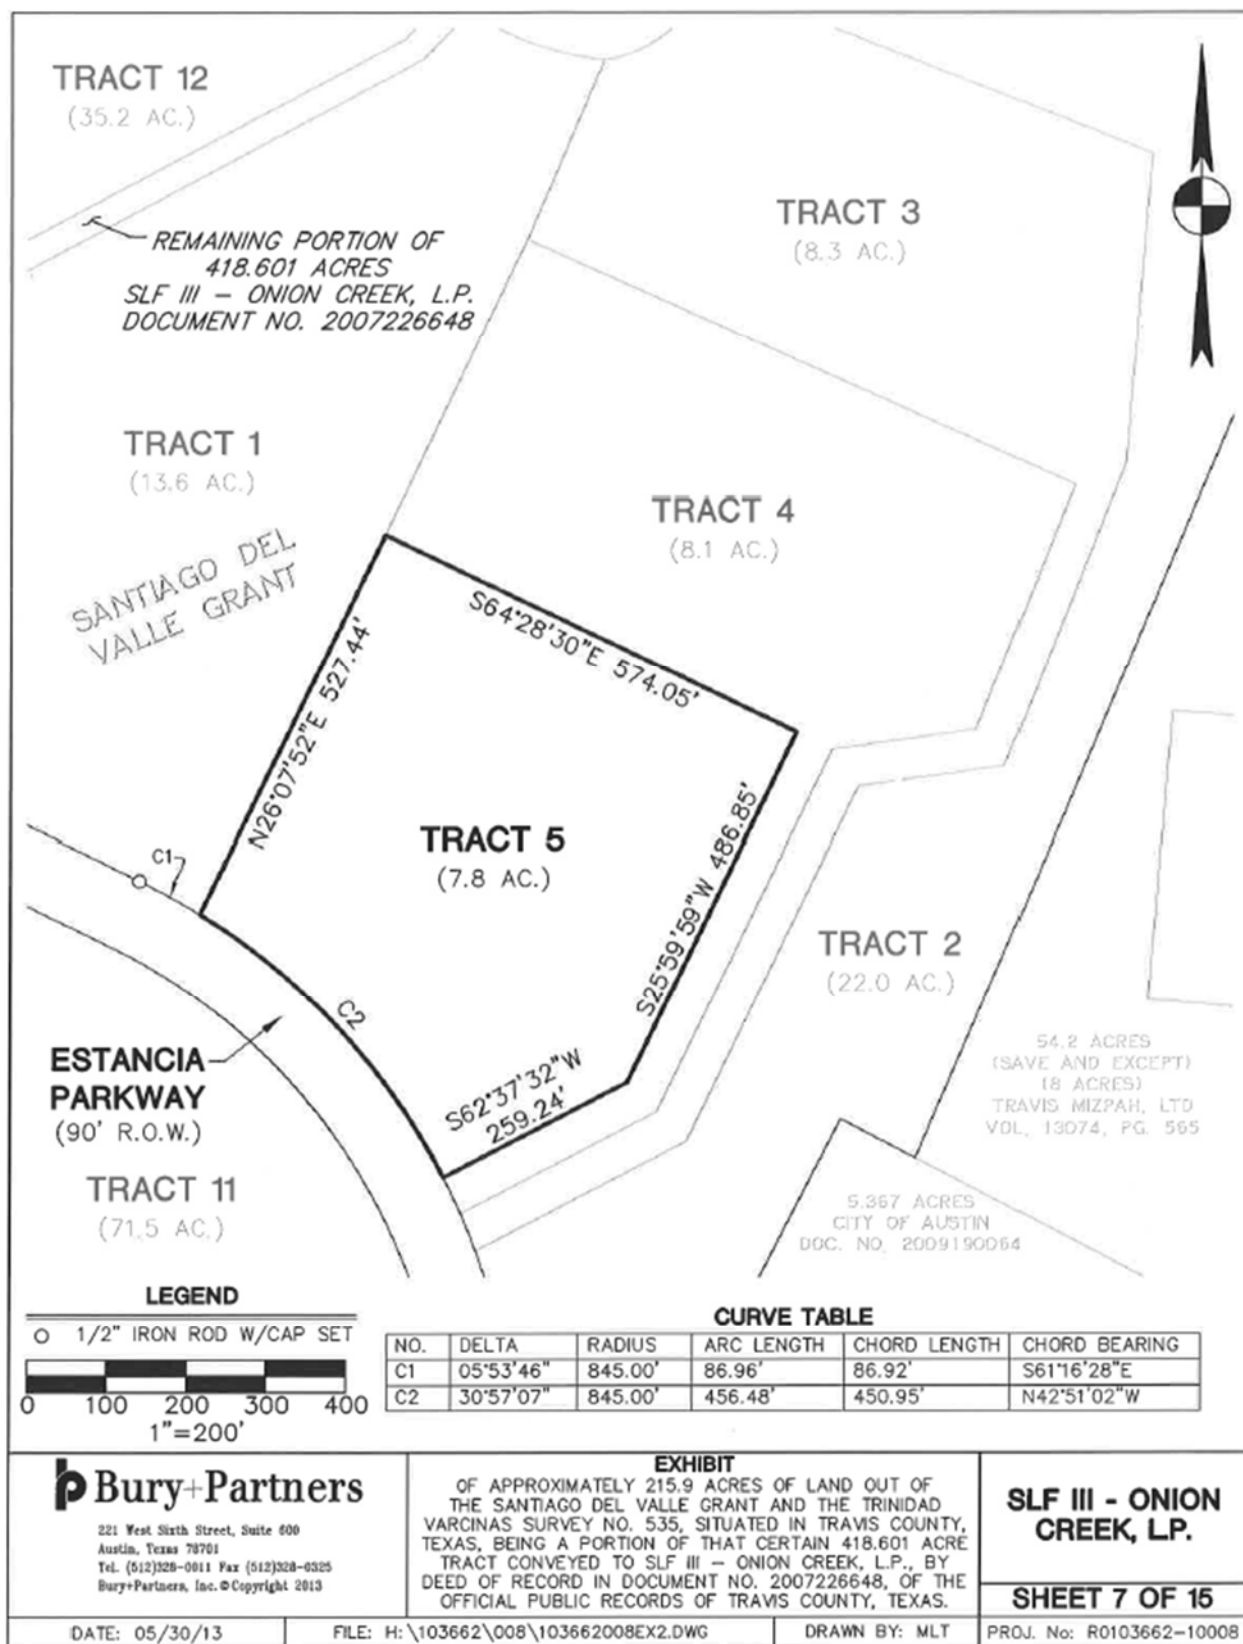 TRACT 12
(35.2 AC.)
REMAINING PORTION OF
418.601 ACRES
SLF III - ONION CREEK, L.P.
DOCUMENT NO. 2007226648
TRACT 3
(8.3 AC.)
TRACT 1
(13.6 AC.)
TRACT 4
(8.1 AC.)
SANTIAGO DEL
VALLE GRANT
S64°28'30"E 574.05'
N26°07'52"E 527.44'
TRACT 5
(7.8 AC.)
C1
S25°59'59"W 486.85'
TRACT 2
(22.0 AC.)
C2
ESTANCIA
PARKWAY
(90' R.O.W.)
S62°37'32"W
259.24'
54.2 ACRES
(SAVE AND EXCEPT)
(8 ACRES)
TRAVIS MIZPAH, LTD
VOL. 13074, PG. 565
TRACT 11
(71.5 AC.)
5.367 ACRES
CITY OF AUSTIN
DOC. NO. 2009190064
LEGEND
O 1/2" IRON ROD W/CAP SET
0 100 200 300 400
1"=200'
CURVE TABLE
NO. DELTA RADIUS ARC LENGTH CHORD LENGTH CHORD BEARING
C1 05°53'46" 845.00' 86.96' 86.92' S61°16'28"E
C2 30°57'07" 845.00' 456.48' 450.95' N42°51'02"W
Bury+Partners
221 West Sixth Street, Suite 600
Austin, Texas 78701
Tel. (512)328-0011 Fax (512)328-0325
Bury+Partners, Inc. © Copyright 2013
EXHIBIT
OF APPROXIMATELY 215.9 ACRES OF LAND OUT OF
THE SANTIAGO DEL VALLE GRANT AND THE TRINIDAD
VARCINAS SURVEY NO. 535, SITUATED IN TRAVIS COUNTY,
TEXAS, BEING A PORTION OF THAT CERTAIN 418.601 ACRE
TRACT CONVEYED TO SLF III - ONION CREEK, L.P., BY
DEED OF RECORD IN DOCUMENT NO. 2007226648, OF THE
OFFICIAL PUBLIC RECORDS OF TRAVIS COUNTY, TEXAS.
SLF III - ONION
CREEK, L.P.
SHEET 7 OF 15
DATE: 05/30/13
FILE: H:\103662\008\103662008EX2.DWG
DRAWN BY: MLT
PROJ. No: R0103662-10008